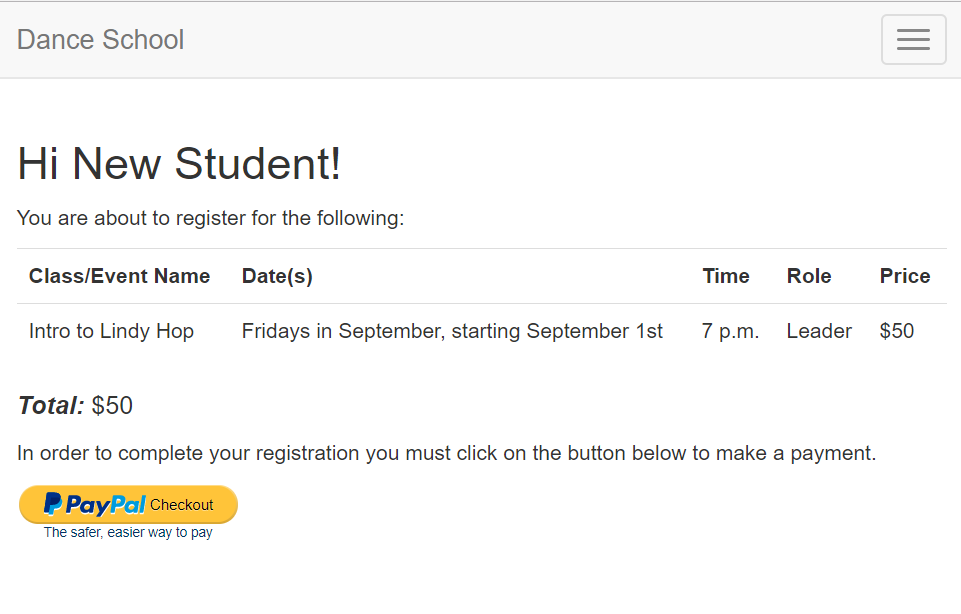 Dance School
Hi New Student!
You are about to register for the following:
Class/Event Name Date(s) Time Role Price
Intro to Lindy Hop Fridays in September, starting September 1st 7 p.m. Leader $50
Total: $50
In order to complete your registration you must click on the button below to make a payment.
PayPal Checkout
The safer, easier way to pay